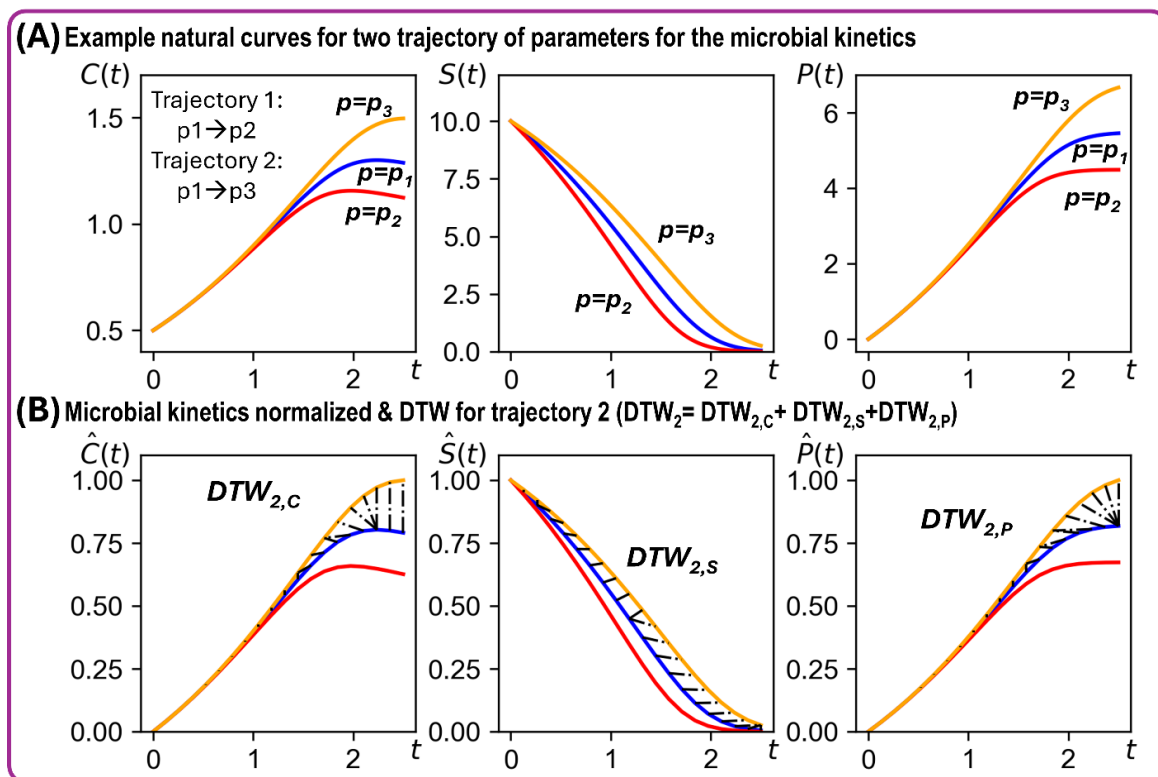 (A) Example natural curves for two trajectory of parameters for the microbial kinetics
C(t)
S(t)
P(t)
Trajectory 1:
p1→p2
Trajectory 2:
p1→p3
p=p₃
p=p₁
p=p₂
1.5
1.0
0.5
0
1
2
t
10.0
7.5
5.0
2.5
0.0
p=p₃
p=p₂
0
1
2
t
6
4
2
0
p=p₃
p=p₁
p=p₂
0
1
2
t
(B) Microbial kinetics normalized & DTW for trajectory 2 (DTW₂= DTW₂,C+ DTW₂,S+DTW₂,P)
Ĉ(t)
Ŝ(t)
P̂(t)
1.00
0.75
0.50
0.25
0.00
DTW₂,C
0
1
2
t
1.00
0.75
0.50
0.25
0.00
DTW₂,S
0
1
2
t
1.00
0.75
0.50
0.25
0.00
DTW₂,P
0
1
2
t